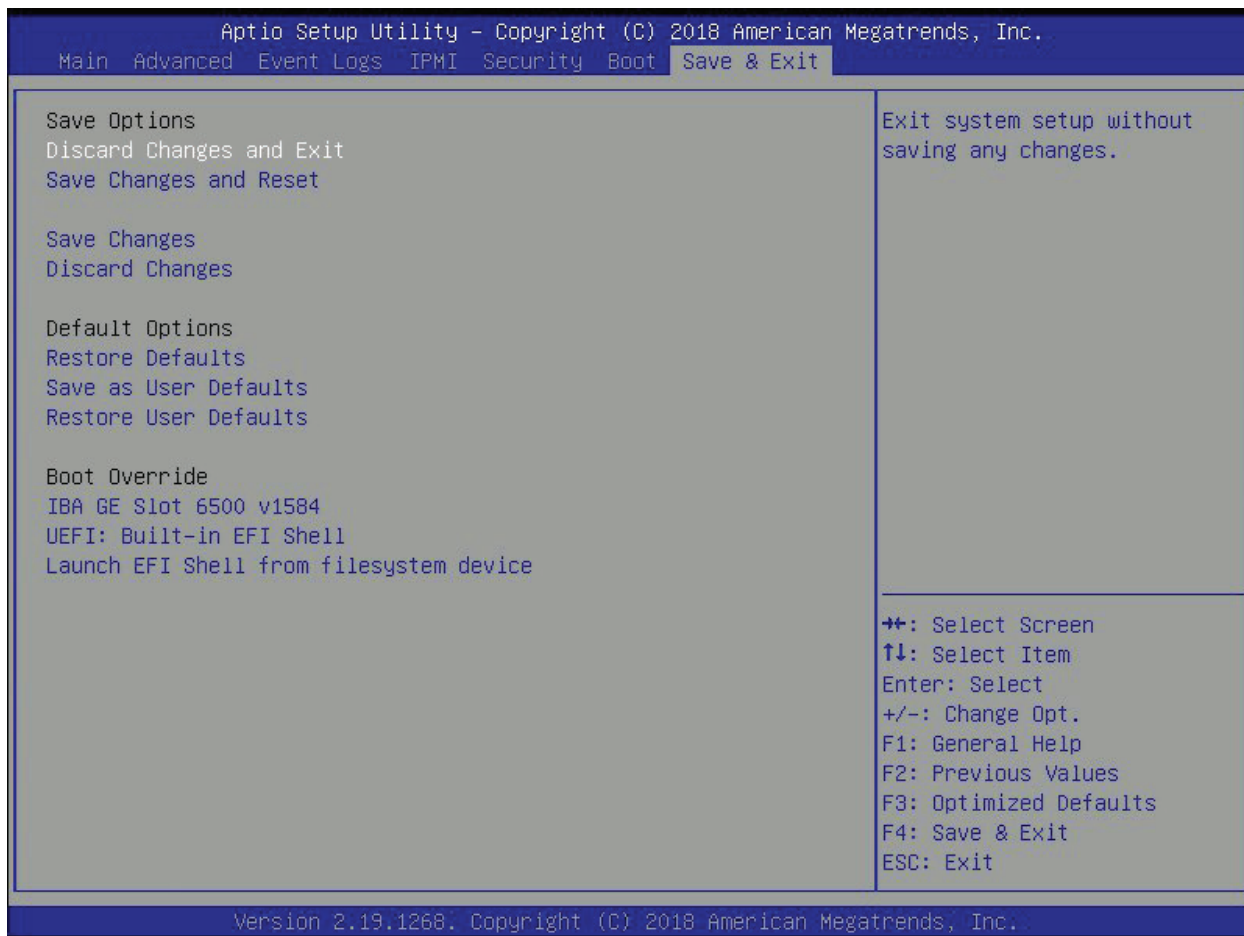 Aptio Setup Utility – Copyright (C) 2018 American Megatrends, Inc.
Main Advanced Event Logs IPMI Security Boot Save & Exit
Save Options
Discard Changes and Exit
Save Changes and Reset
Save Changes
Discard Changes
Default Options
Restore Defaults
Save as User Defaults
Restore User Defaults
Boot Override
IBA GE Slot 6500 v1584
UEFI: Built-in EFI Shell
Launch EFI Shell from filesystem device
Exit system setup without
saving any changes.
→←: Select Screen
↑↓: Select Item
Enter: Select
+/-: Change Opt.
F1: General Help
F2: Previous Values
F3: Optimized Defaults
F4: Save & Exit
ESC: Exit
Version 2.19.1268. Copyright (C) 2018 American Megatrends, Inc.